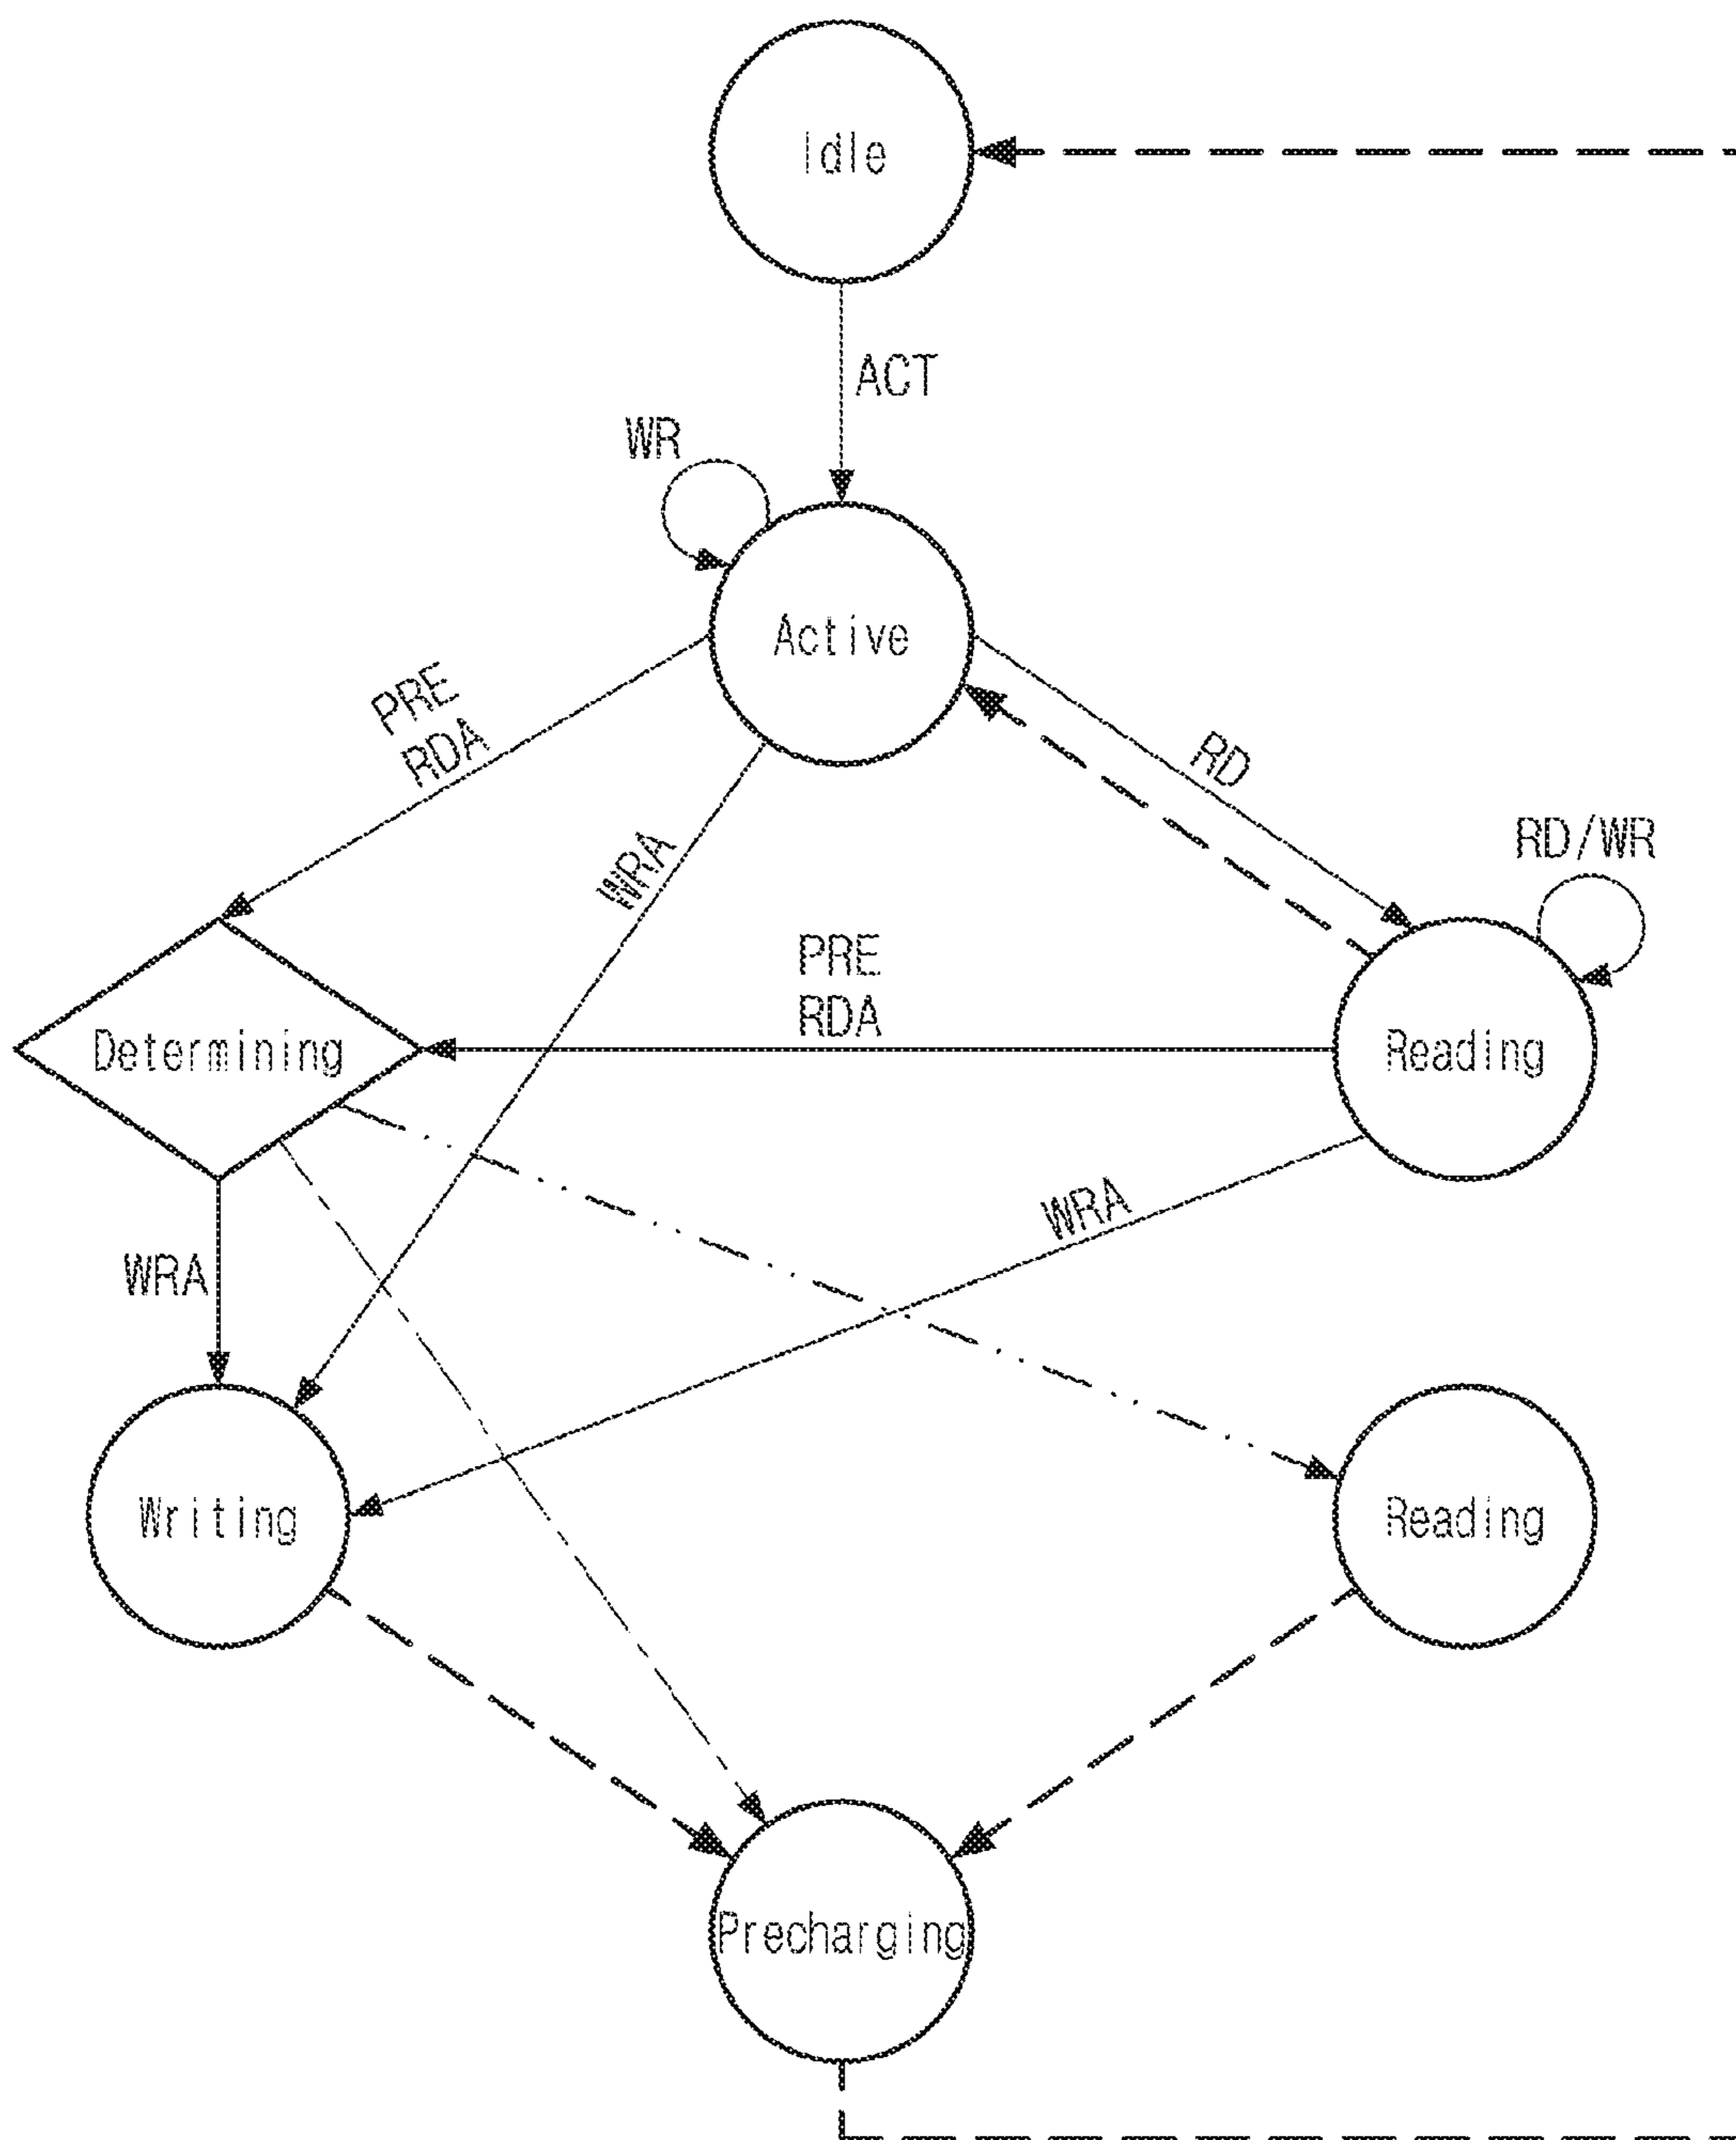 Idle
ACT
WR
Active
PRE
RDA
RD
WRA
RD/WR
PRE
RDA
Determining
Reading
WRA
WRA
Writing
Reading
Precharging